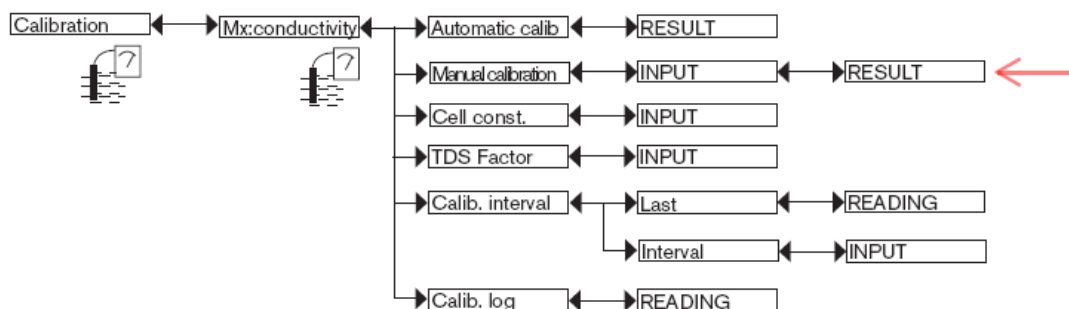 Calibration Mx:conductivity Automatic calib RESULT
Manual calibration INPUT RESULT
Cell const. INPUT
TDS Factor INPUT
Calib. interval Last READING
Interval INPUT
Calib. log READING